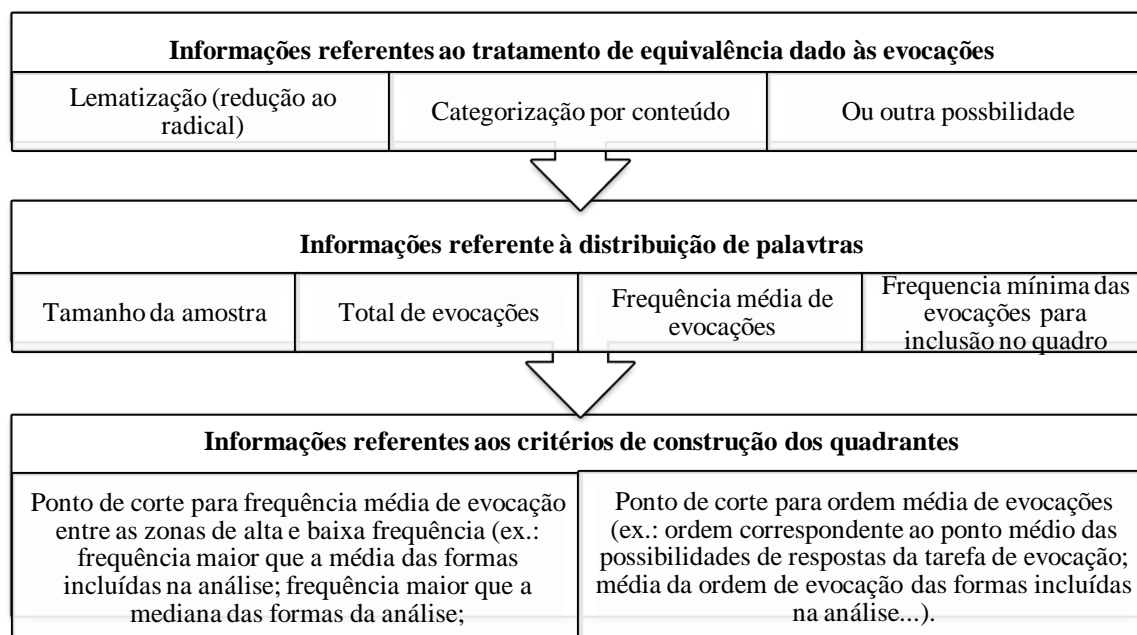 Informações referentes ao tratamento de equivalência dado às evocações
Lematização (redução ao
radical)
Categorização por conteúdo
Ou outra possbilidade
Informações referente à distribuição de palavtras
Tamanho da amostra
Total de evocações
Frequência média de
evocações
Frequencia mínima das
evocações para
inclusão no quadro
Informações referentes aos critérios de construção dos quadrantes
Ponto de corte para frequência média de evocação
entre as zonas de alta e baixa frequência (ex.:
frequência maior que a média das formas
incluídas na análise; frequência maior que a
mediana das formas da análise;
Ponto de corte para ordem média de evocações
(ex.: ordem correspondente ao ponto médio das
possibilidades de respostas da tarefa de evocação;
média da ordem de evocação das formas incluídas
na análise...).